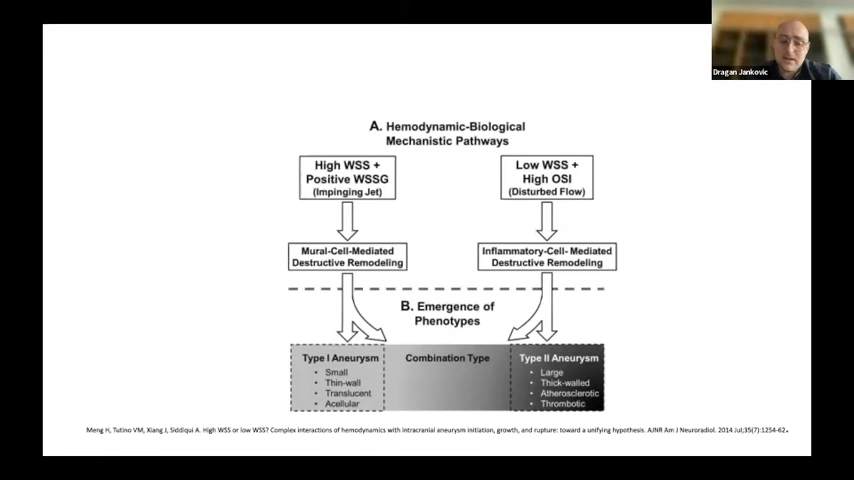 Dragan Jankovic
A. Hemodynamic-Biological
Mechanistic Pathways
High WSS +
Positive WSSG
(Impinging Jet)
Low WSS +
High OSI
(Disturbed Flow)
Mural-Cell-Mediated
Destructive Remodeling
Inflammatory-Cell- Mediated
Destructive Remodeling
B. Emergence of
Phenotypes
Type I Aneurysm
• Small
• Thin-wall
• Translucent
• Acellular
Combination Type
Type II Aneurysm
• Large
• Thick-walled
• Atherosclerotic
• Thrombotic
Meng H, Tutino VM, Xiang J, Siddiqui A. High WSS or low WSS? Complex interactions of hemodynamics with intracranial aneurysm initiation, growth, and rupture: toward a unifying hypothesis. AJNR Am J Neuroradiol. 2014 Jul;35(7):1254-62.